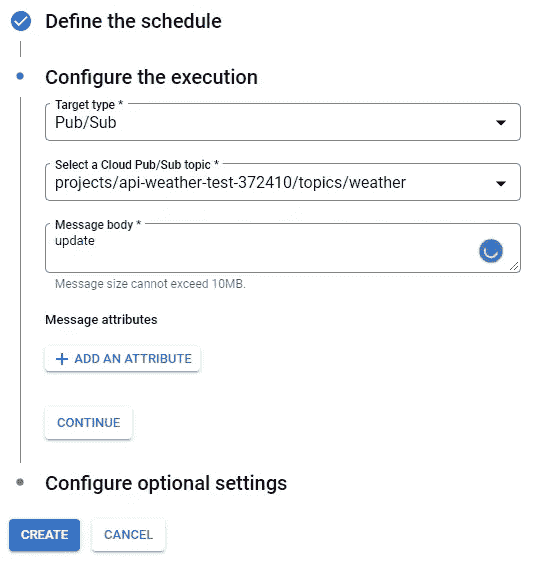 Define the schedule
Configure the execution
Target type *
Pub/Sub
Select a Cloud Pub/Sub topic *
projects/api-weather-test-372410/topics/weather
Message body *
update
Message size cannot exceed 10MB.
Message attributes
+ ADD AN ATTRIBUTE
CONTINUE
Configure optional settings
CREATE CANCEL